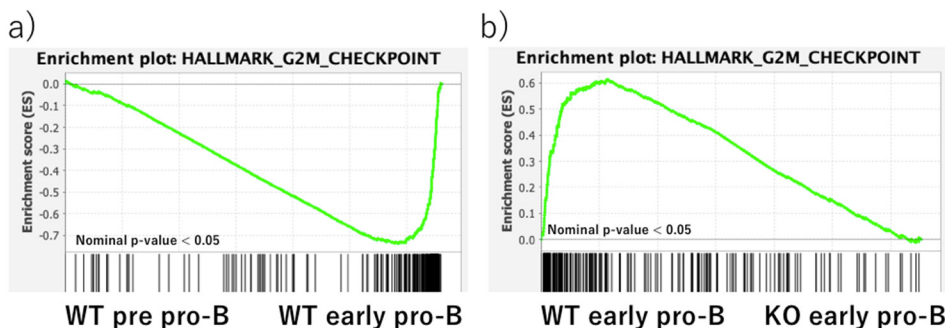 a)
Enrichment plot: HALLMARK_G2M_CHECKPOINT
Enrichment score (ES)
0.0
-0.1
-0.2
-0.3
-0.4
-0.5
-0.6
-0.7
Nominal p-value < 0.05
WT pre pro-B WT early pro-B
b)
Enrichment plot: HALLMARK_G2M_CHECKPOINT
Enrichment score (ES)
0.6
0.5
0.4
0.3
0.2
0.1
0.0
Nominal p-value < 0.05
WT early pro-B KO early pro-B